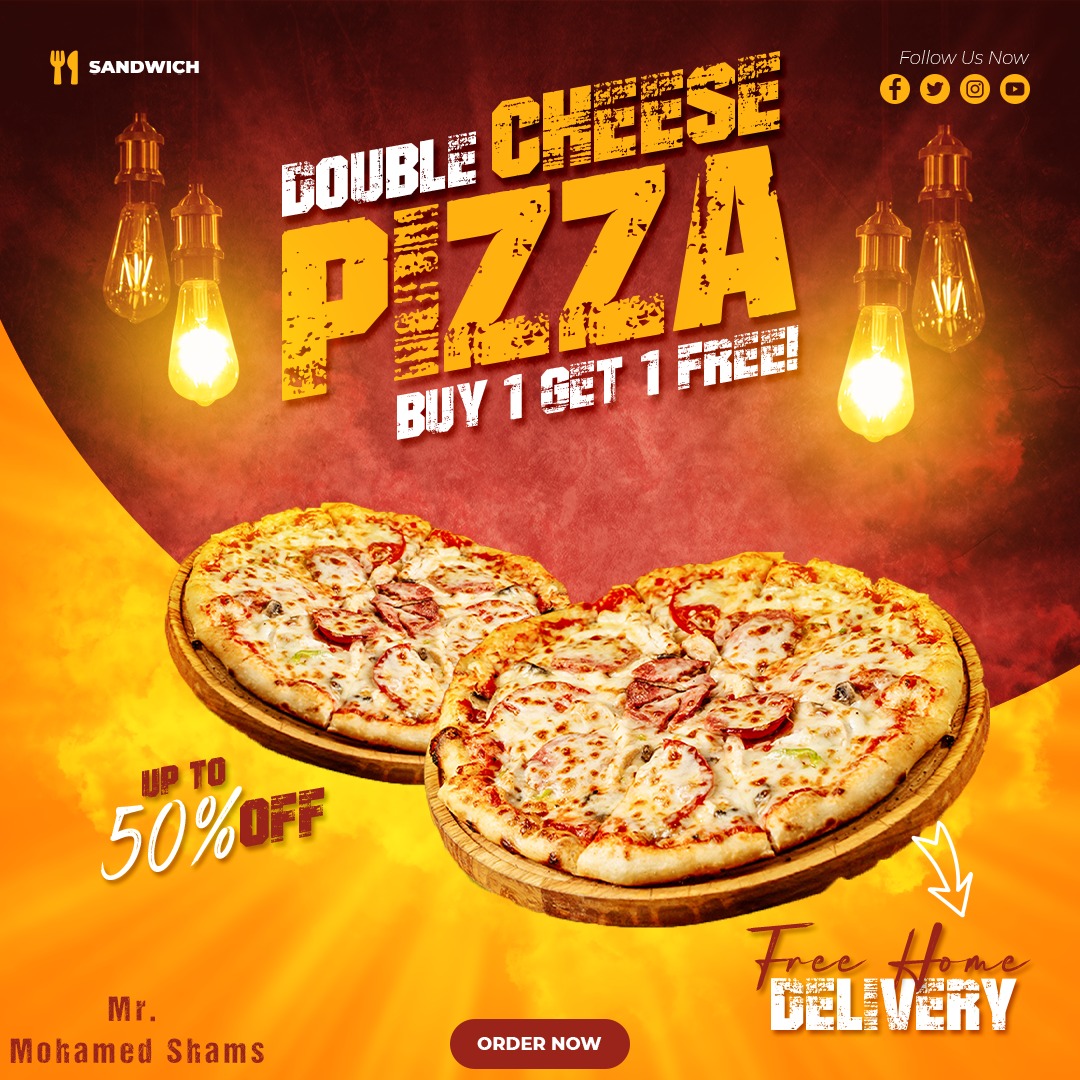 SANDWICH
Follow Us Now
DOUBLE CHEESE
PIZZA
BUY 1 GET 1 FREE!
UP TO
50% OFF
Free Home
DELIVERY
Mr.
Mohamed Shams
ORDER NOW